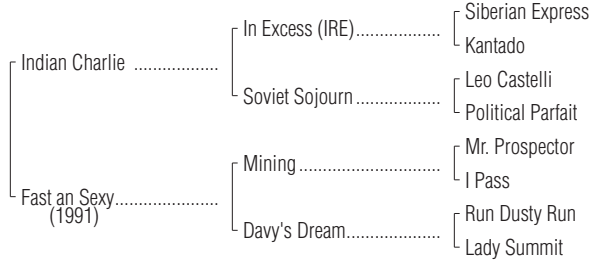 Siberian Express
In Excess (IRE)..................
Kantado
Indian Charlie ..................
Leo Castelli
Soviet Sojourn ..................
Political Parfait
Mr. Prospector
Mining ..............................
I Pass
Fast an Sexy......................
(1991)
Run Dusty Run
Davy's Dream....................
Lady Summit